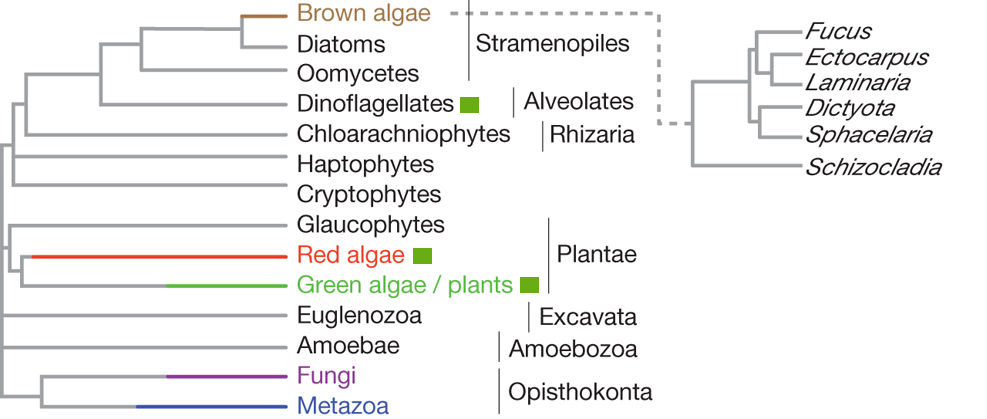 Brown algae
Diatoms
Oomycetes
Stramenopiles
Dinoflagellates
Alveolates
Chloarachniophytes
Rhizaria
Haptophytes
Cryptophytes
Glaucophytes
Red algae
Green algae / plants
Plantae
Euglenozoa
Excavata
Amoebae
Amoebozoa
Fungi
Metazoa
Opisthokonta
Fucus
Ectocarpus
Laminaria
Dictyota
Sphacelaria
Schizocladia